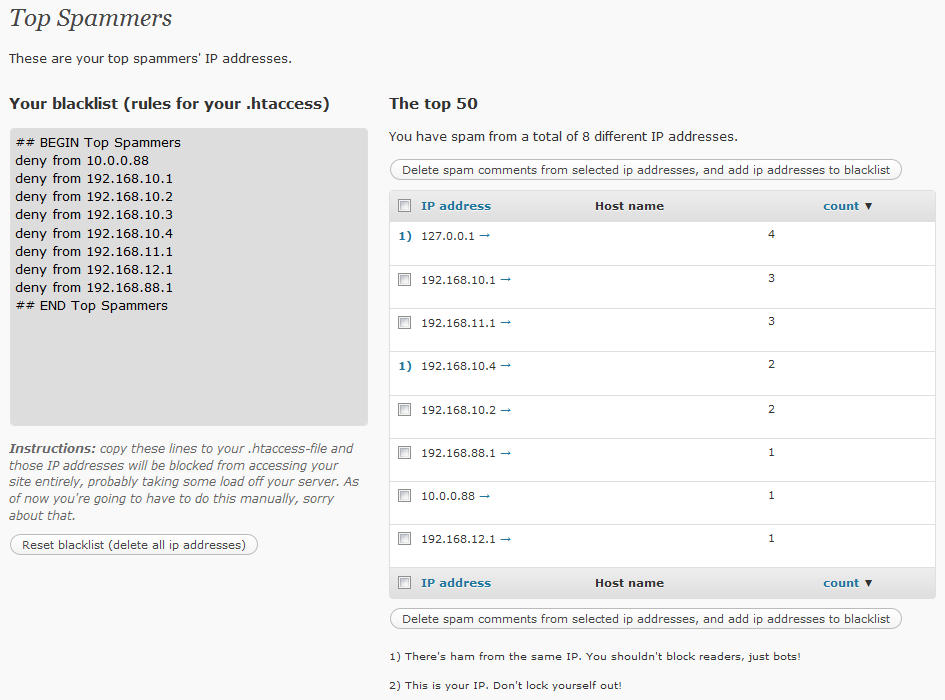 Top Spammers
These are your top spammers' IP addresses.
Your blacklist (rules for your .htaccess)
## BEGIN Top Spammers
deny from 10.0.0.88
deny from 192.168.10.1
deny from 192.168.10.2
deny from 192.168.10.3
deny from 192.168.10.4
deny from 192.168.11.1
deny from 192.168.12.1
deny from 192.168.88.1
## END Top Spammers
Instructions: copy these lines to your .htaccess-file and
those IP addresses will be blocked from accessing your
site entirely, probably taking some load off your server. As
of now you're going to have to do this manually, sorry
about that.
Reset blacklist (delete all ip addresses)
The top 50
You have spam from a total of 8 different IP addresses.
Delete spam comments from selected ip addresses, and add ip addresses to blacklist
IP address Host name count ▼
1) 127.0.0.1 → 4
192.168.10.1 → 3
192.168.11.1 → 3
1) 192.168.10.4 → 2
192.168.10.2 → 2
192.168.88.1 → 1
10.0.0.88 → 1
192.168.12.1 → 1
IP address Host name count ▼
Delete spam comments from selected ip addresses, and add ip addresses to blacklist
1) There's ham from the same IP. You shouldn't block readers, just bots!
2) This is your IP. Don't lock yourself out!